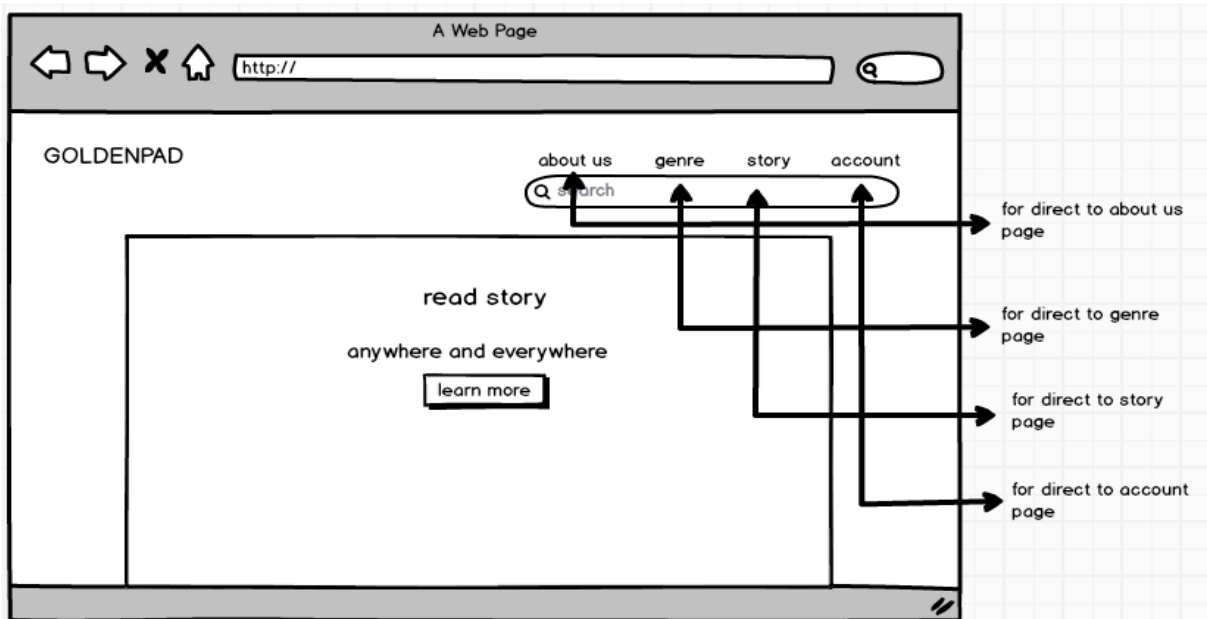 A Web Page
http://
GOLDENPAD
about us genre story account
search
for direct to about us
page
read story
for direct to genre
page
anywhere and everywhere
learn more
for direct to story
page
for direct to account
page